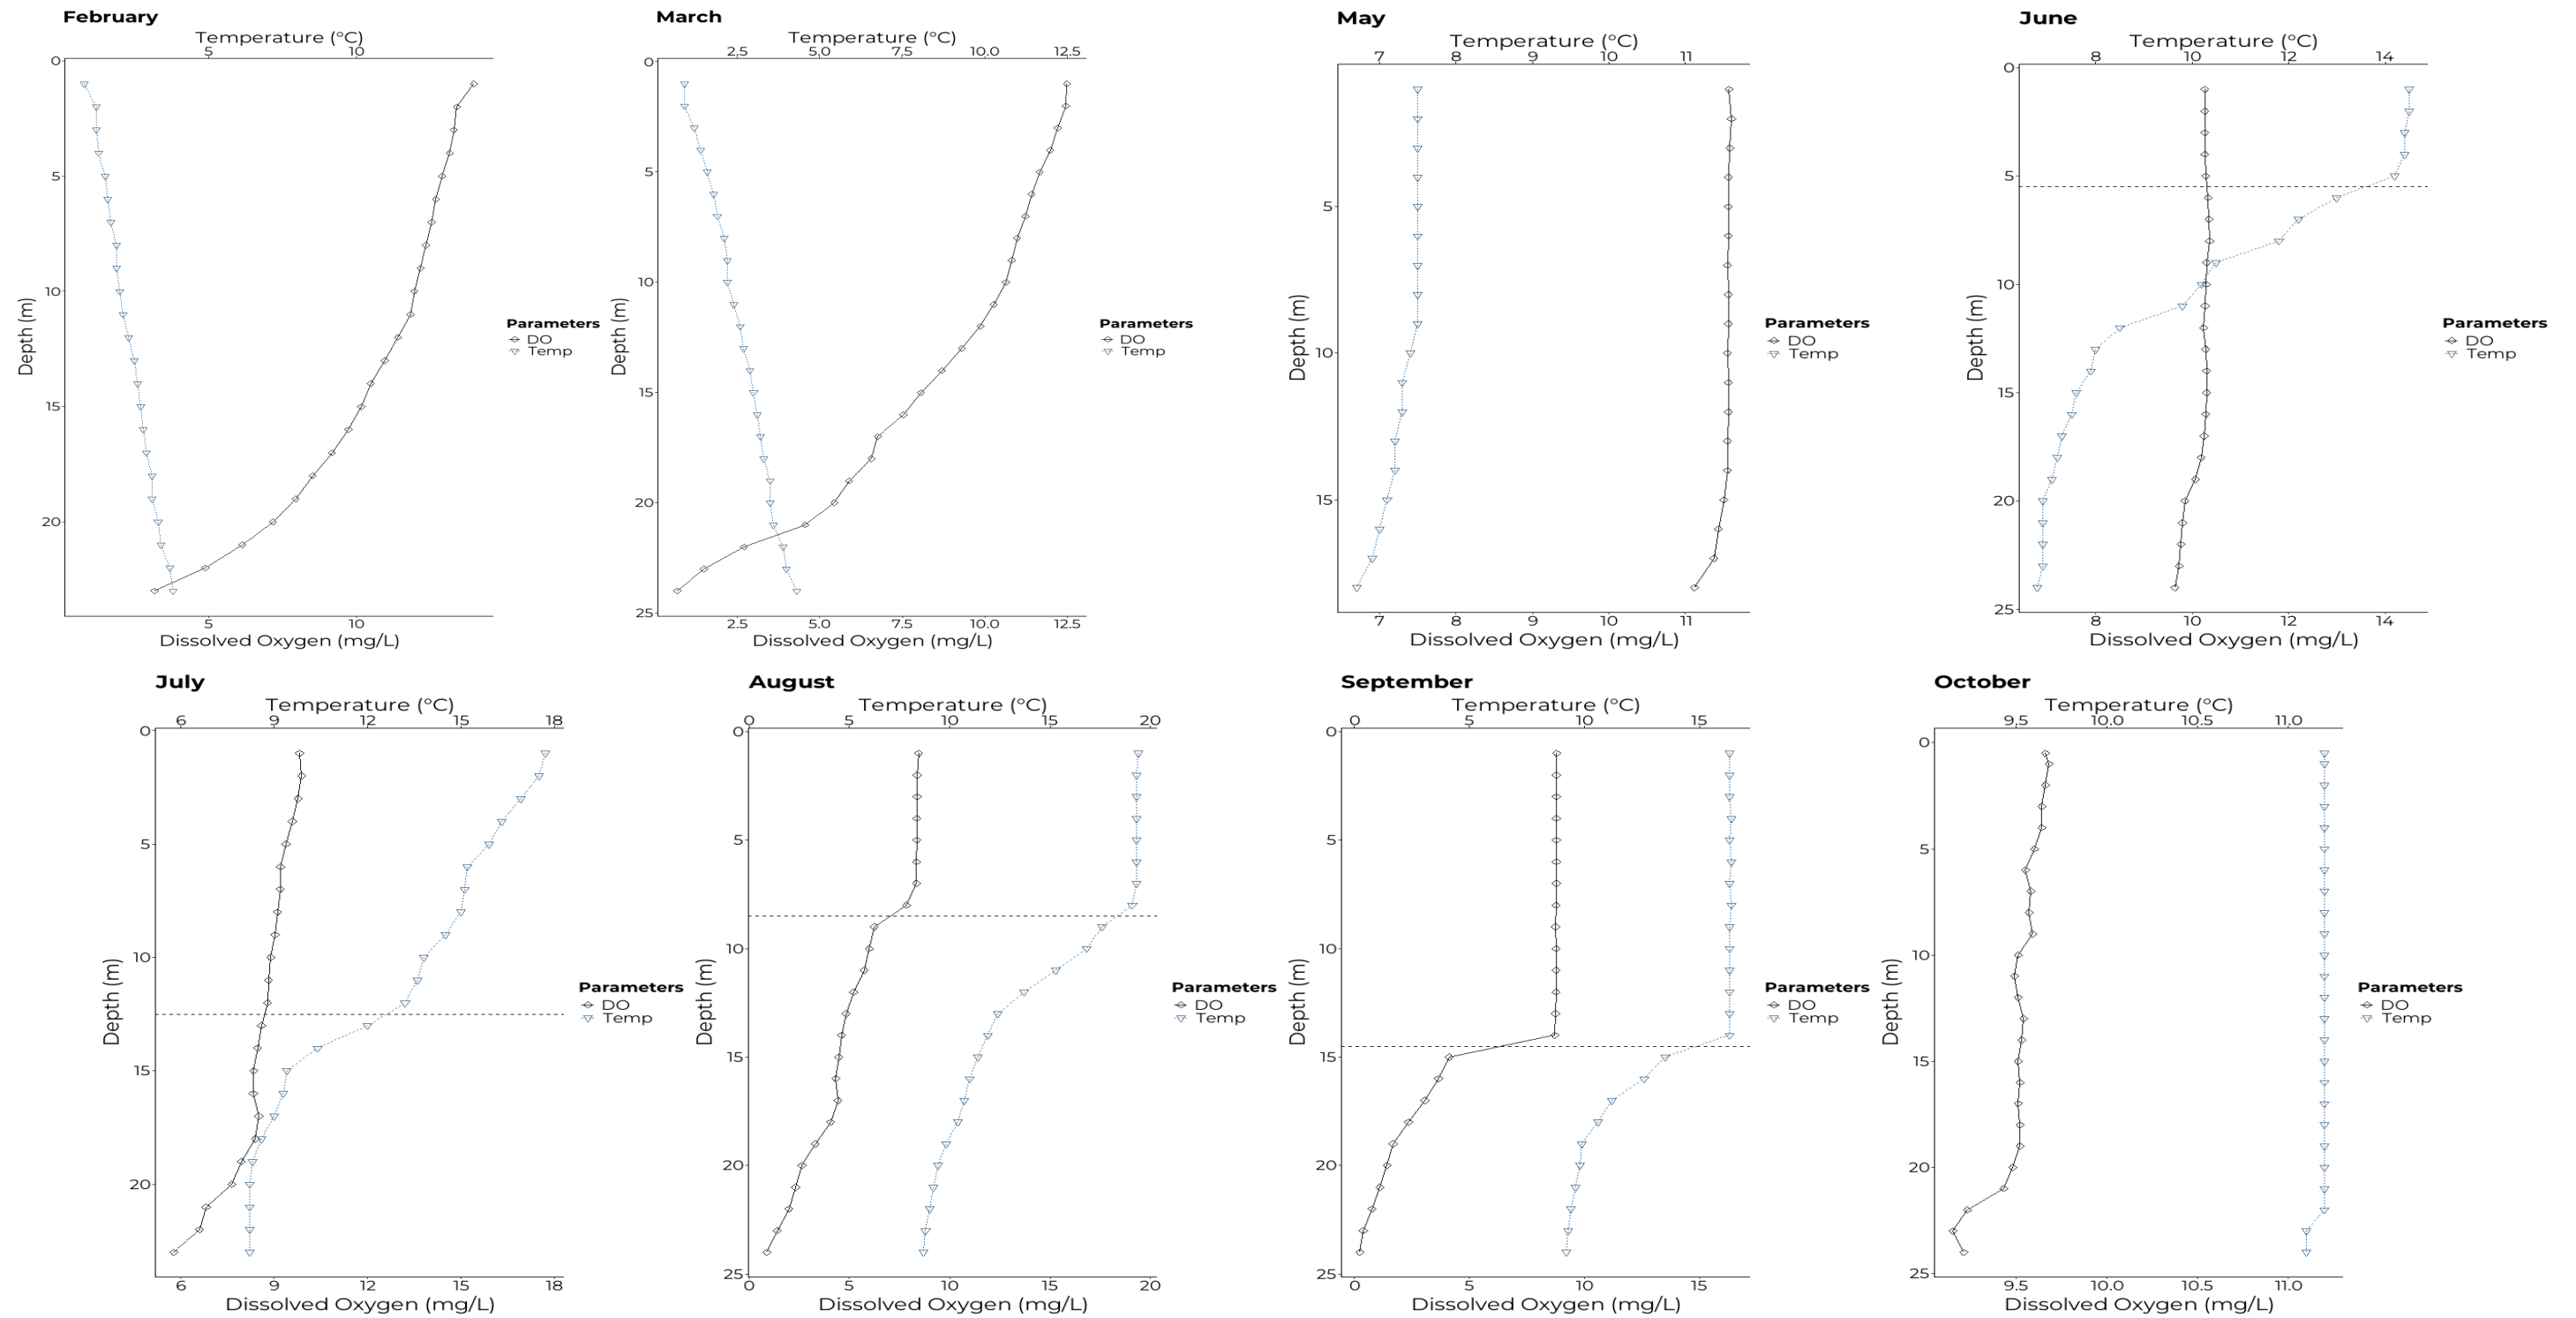 February
Temperature (°C)
5 10
0
5
10
15
20
Depth (m)
Parameters
DO
Temp
5 10
Dissolved Oxygen (mg/L)
March
Temperature (°C)
2.5 5.0 7.5 10.0 12.5
0
5
10
15
20
25
Depth (m)
Parameters
DO
Temp
2.5 5.0 7.5 10.0 12.5
Dissolved Oxygen (mg/L)
May
Temperature (°C)
7 8 9 10 11
5
10
15
Depth (m)
Parameters
DO
Temp
7 8 9 10 11
Dissolved Oxygen (mg/L)
June
Temperature (°C)
8 10 12 14
0
5
10
15
20
25
Depth (m)
Parameters
DO
Temp
8 10 12 14
Dissolved Oxygen (mg/L)
July
Temperature (°C)
6 9 12 15 18
0
5
10
15
20
Depth (m)
Parameters
DO
Temp
6 9 12 15 18
Dissolved Oxygen (mg/L)
August
Temperature (°C)
0 5 10 15 20
0
5
10
15
20
25
Depth (m)
Parameters
DO
Temp
0 5 10 15 20
Dissolved Oxygen (mg/L)
September
Temperature (°C)
0 5 10 15
0
5
10
15
20
25
Depth (m)
Parameters
DO
Temp
0 5 10 15
Dissolved Oxygen (mg/L)
October
Temperature (°C)
9.5 10.0 10.5 11.0
0
5
10
15
20
25
Depth (m)
Parameters
DO
Temp
9.5 10.0 10.5 11.0
Dissolved Oxygen (mg/L)